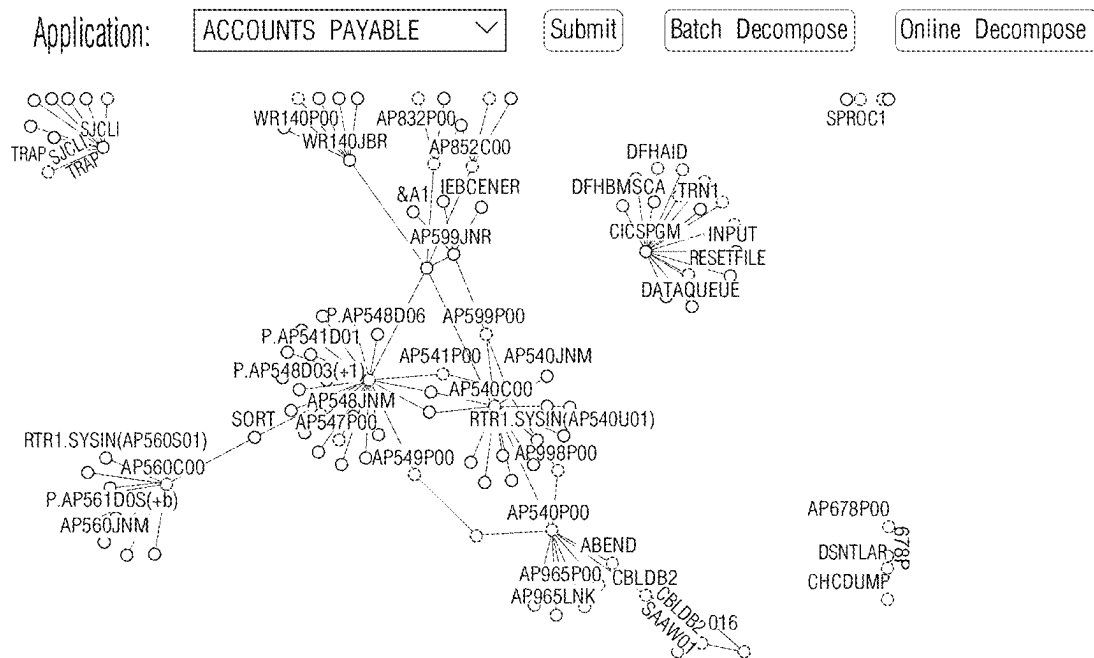 Application: ACCOUNTS PAYABLE Submit Batch Decompose Online Decompose
WR140P00 AP832P00 SPROC1
SJCLI
WR140JBR AP852C00
TRAP SJCLI DFHAID
TRAP
&A1 IEBCENER DFHBMSCA TRN1
AP599JNR CICSPGM INPUT
RESETFILE
DATAQUEUE
P.AP548D06 AP599P00
P.AP541D01
AP541P00 AP540JNM
P.AP548D03(+1)
AP540C00
AP548JNM
SORT AP547P00 RTR1.SYSIN(AP540U01)
RTR1.SYSIN(AP560S01)
AP549P00 AP998P00
AP560C00
P.AP561D0S(+b)
AP540P00 AP678P00
AP560JNM
678P
ABEND DSNTLAR
AP965P00 CBLDB2 CHCDUMP
AP965LNK
CBLDB2 016
SAAW01